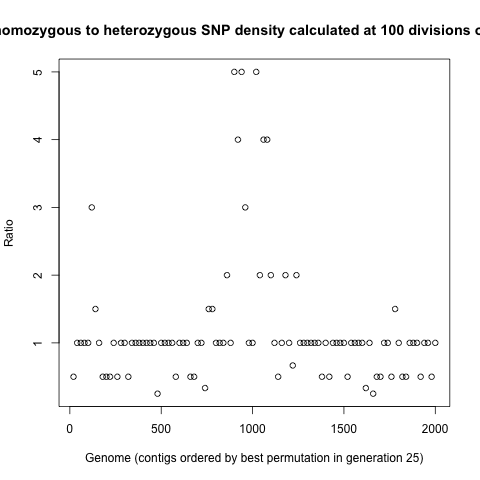 homozygous to heterozygous SNP density calculated at 100 divisions o
Ratio
5
4
3
2
1
0 500 1000 1500 2000
Genome (contigs ordered by best permutation in generation 25)